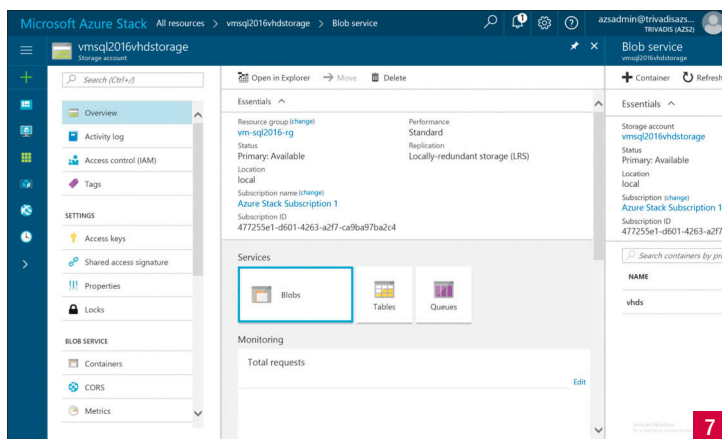 Microsoft Azure Stack All resources > vmsql2016vhdstorage > Blob service
azsadmin@trivadisazs...
TRIVADIS (AZS2)
vmsql2016vhdstorage
Storage account
Search (Ctrl+/)
Overview
Activity log
Access control (IAM)
Tags
SETTINGS
Access keys
Shared access signature
Properties
Locks
BLOB SERVICE
Containers
CORS
Metrics
Open in Explorer Move Delete
Essentials
Resource group (change)
vm-sql2016-rg
Status
Primary: Available
Location
local
Subscription name (change)
Azure Stack Subscription 1
Subscription ID
477255e1-d601-4263-a2f7-ca9ba97ba2c4
Performance
Standard
Replication
Locally-redundant storage (LRS)
Services
Blobs
Tables
Queues
Monitoring
Total requests
Edit
Blob service
vmsql2016vhdstorage
Container Refresh
Essentials
Storage account
vmsql2016vhdstorage
Status
Primary: Available
Location
local
Subscription (change)
Azure Stack Subscription 1
Subscription ID
477255e1-d601-4263-a2f7
Search containers by pre
NAME
vhds
7